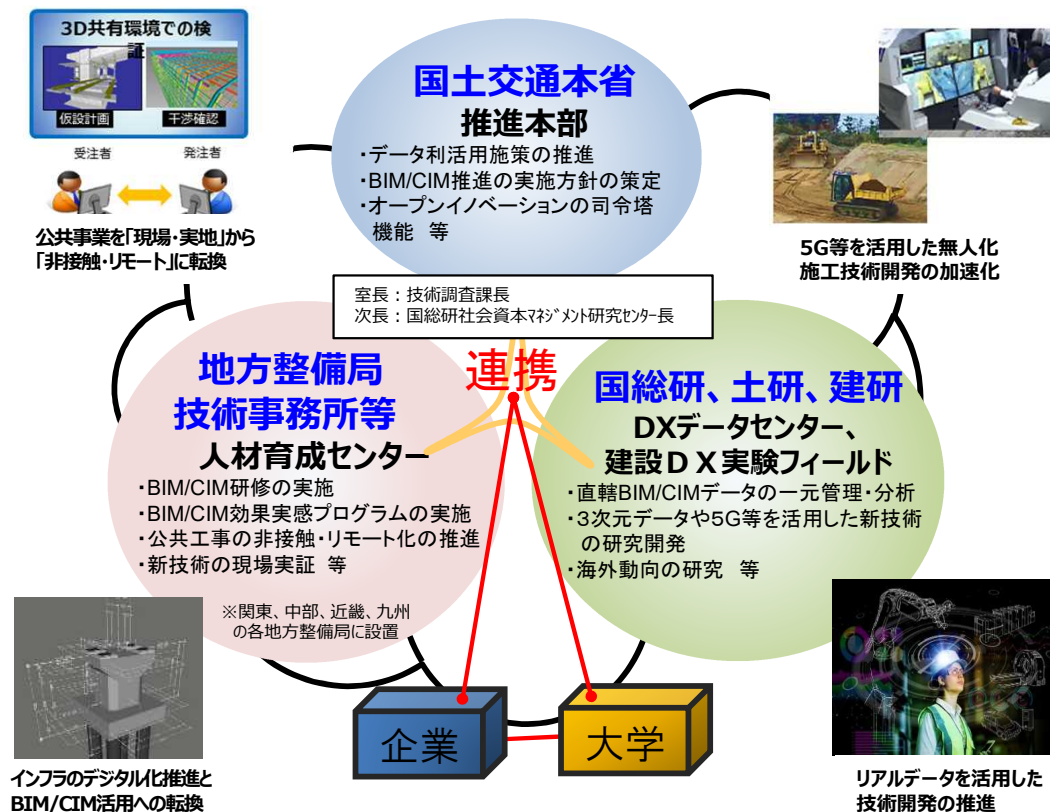 3D共有環境での検
証
仮設計画
干渉確認
受注者
発注者
公共事業を「現場・実地」から
「非接触・リモート」に転換
国土交通本省
推進本部
・データ利活用施策の推進
・BIM/CIM推進の実施方針の策定
・オープンイノベーションの司令塔
機能 等
5G等を活用した無人化
施工技術開発の加速化
室長：技術調査課長
次長：国総研社会資本ﾏﾈｼﾞﾒﾝﾄ研究ｾﾝﾀｰ長
連携
地方整備局
技術事務所等
人材育成センター
・BIM/CIM研修の実施
・BIM/CIM効果実感プログラムの実施
・公共工事の非接触・リモート化の推進
・新技術の現場実証 等
※関東、中部、近畿、九州
の各地方整備局に設置
国総研、土研、建研
DXデータセンター、
建設ＤＸ実験フィールド
・直轄BIM/CIMデータの一元管理・分析
・３次元データや５G等を活用した新技術
の研究開発
・海外動向の研究 等
企業
大学
インフラのデジタル化推進と
BIM/CIM活用への転換
リアルデータを活用した
技術開発の推進